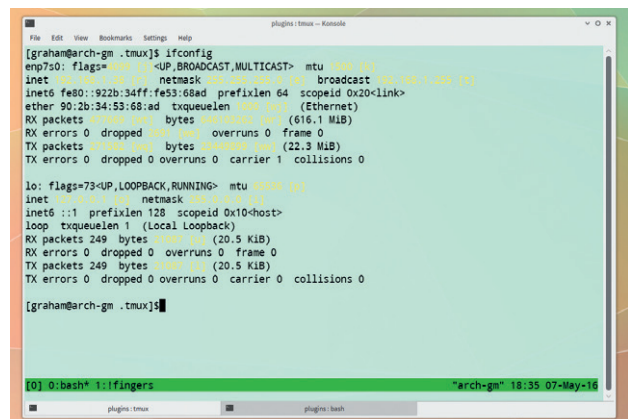 plugins : tmux – Konsole
File Edit View Bookmarks Settings Help
[graham@arch-gm .tmux]$ ifconfig
enp7s0: flags= <UP,BROADCAST,MULTICAST> mtu
inet netmask broadcast
inet6 fe80::922b:34ff:fe53:68ad prefixlen 64 scopeid 0x20<link>
ether 90:2b:34:53:68:ad txqueuelen (Ethernet)
RX packets bytes (616.1 MiB)
RX errors 0 dropped overruns 0 frame 0
TX packets bytes (22.3 MiB)
TX errors 0 dropped 0 overruns 0 carrier 1 collisions 0
lo: flags=73<UP,LOOPBACK,RUNNING> mtu
inet netmask
inet6 ::1 prefixlen 128 scopeid 0x10<host>
loop txqueuelen 1 (Local Loopback)
RX packets 249 bytes (20.5 KiB)
RX errors 0 dropped 0 overruns 0 frame 0
TX packets 249 bytes (20.5 KiB)
TX errors 0 dropped 0 overruns 0 carrier 0 collisions 0
[graham@arch-gm .tmux]$
[0] 0:bash* 1:!fingers "arch-gm" 18:35 07-May-16
plugins : tmux plugins : bash